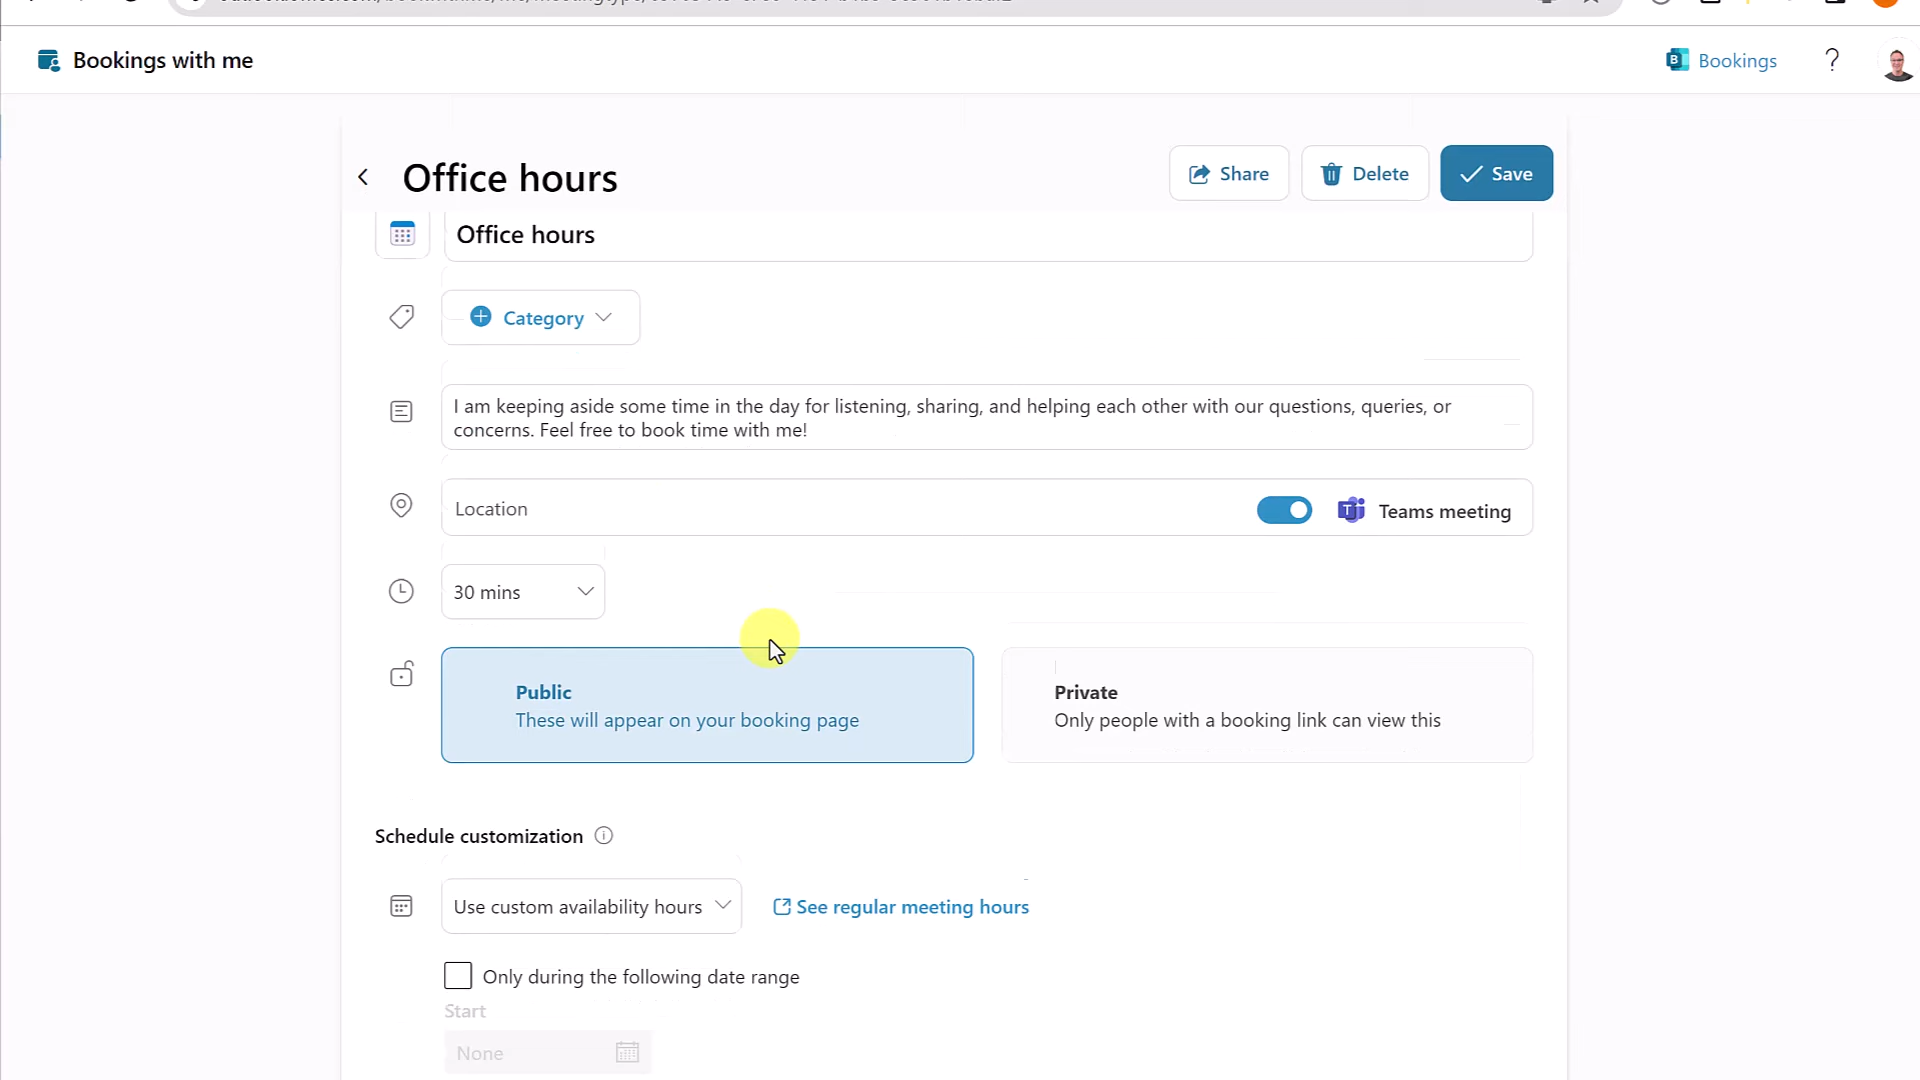 Bookings with me
Bookings
?
Office hours
Share
Delete
Save
Office hours
Category
I am keeping aside some time in the day for listening, sharing, and helping each other with our questions, queries, or
concerns. Feel free to book time with me!
Location
Teams meeting
30 mins
Public
These will appear on your booking page
Private
Only people with a booking link can view this
Schedule customization
Use custom availability hours
See regular meeting hours
Only during the following date range
Start
None